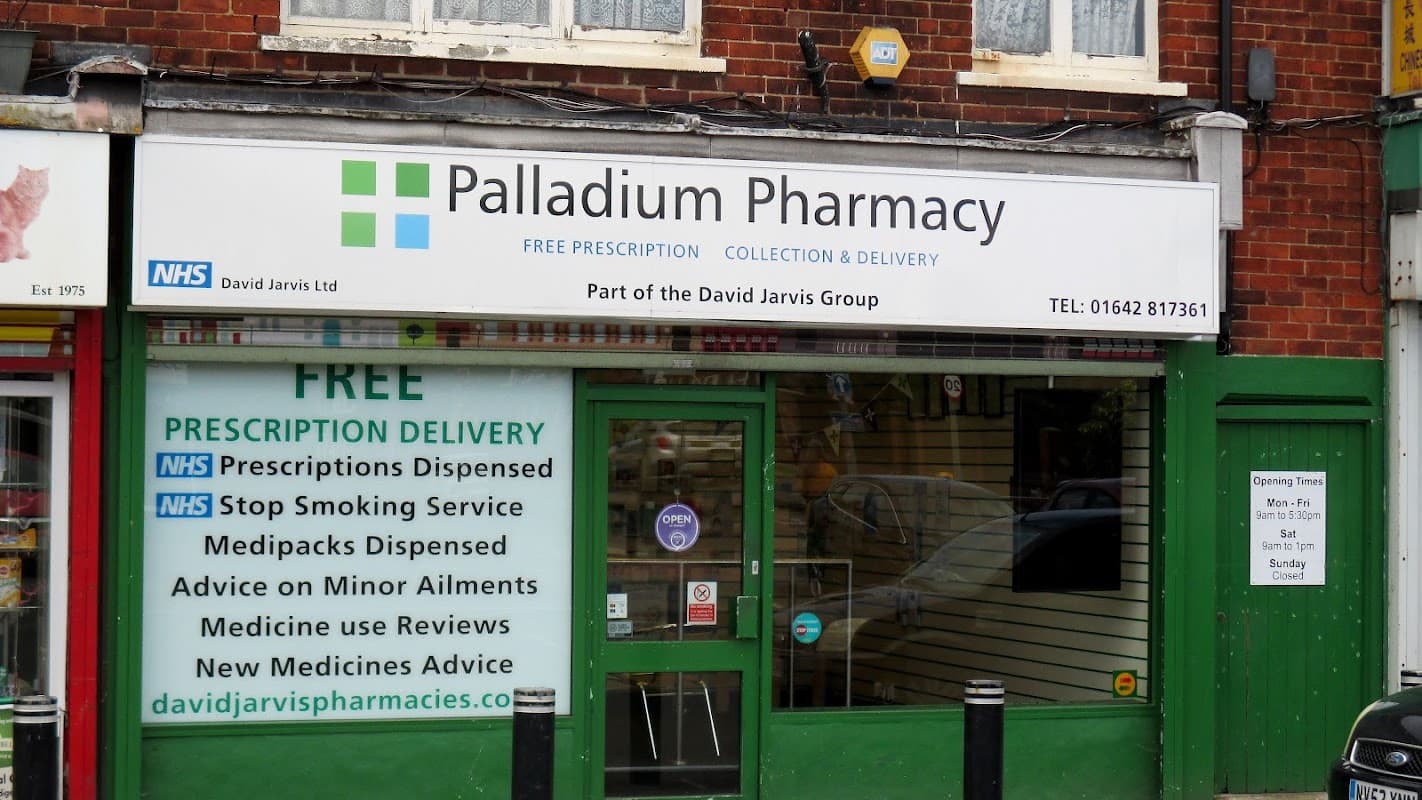 ADT
Est 1975
Palladium Pharmacy
FREE PRESCRIPTION COLLECTION & DELIVERY
NHS David Jarvis Ltd
Part of the David Jarvis Group
TEL: 01642 817361
FREE
PRESCRIPTION DELIVERY
NHS Prescriptions Dispensed
NHS Stop Smoking Service
Medipacks Dispensed
Advice on Minor Ailments
Medicine use Reviews
New Medicines Advice
davidjarvispharmacies.co
OPEN
20
Opening Times
Mon - Fri
9am to 5:30pm
Sat
9am to 1pm
Sunday
Closed
Ford